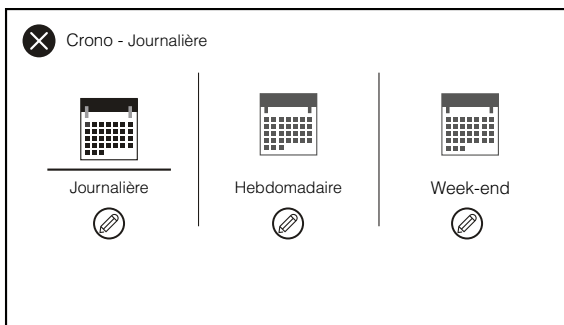 Crono - Journalière
Journalière
Hebdomadaire
Week-end